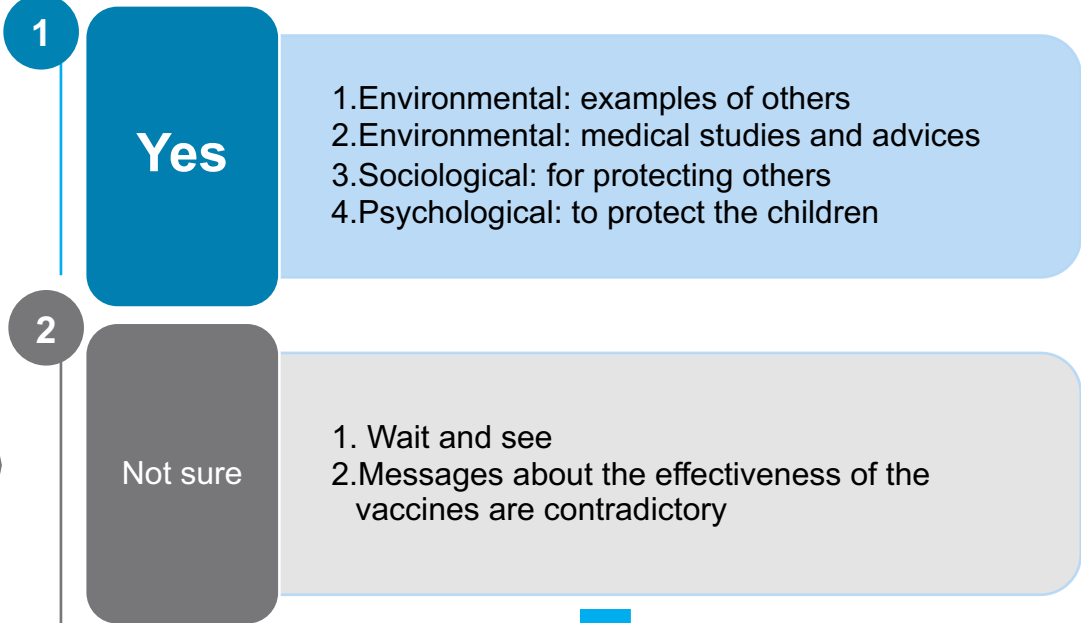 1
Yes
1.Environmental: examples of others
2.Environmental: medical studies and advices
3.Sociological: for protecting others
4.Psychological: to protect the children
2
Not sure
1. Wait and see
2.Messages about the effectiveness of the
vaccines are contradictory